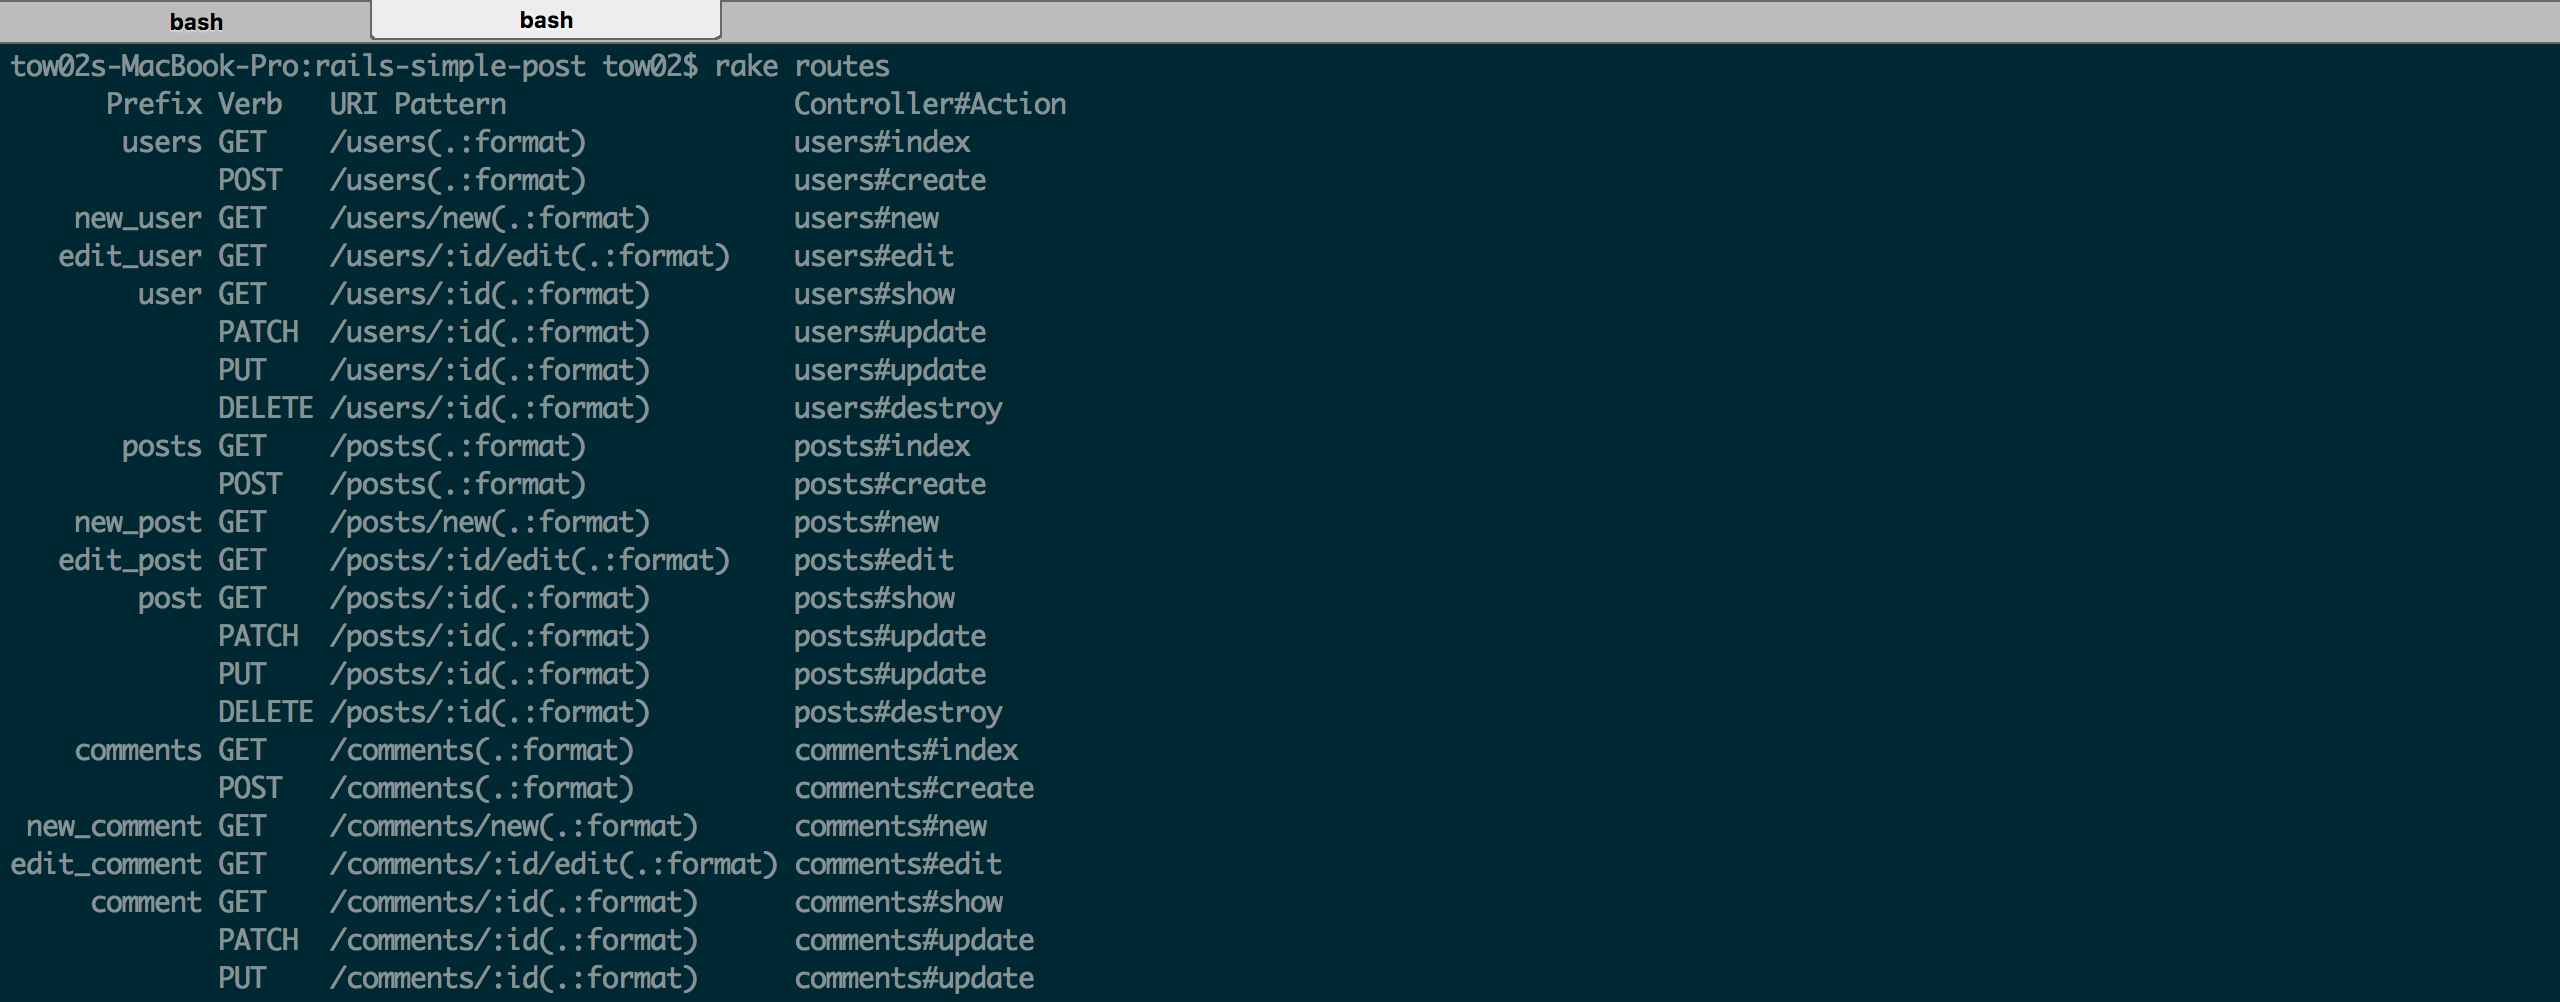 bash bash
tow02s-MacBook-Pro:rails-simple-post tow02$ rake routes
Prefix Verb URI Pattern Controller#Action
users GET /users(.:format) users#index
POST /users(.:format) users#create
new_user GET /users/new(.:format) users#new
edit_user GET /users/:id/edit(.:format) users#edit
user GET /users/:id(.:format) users#show
PATCH /users/:id(.:format) users#update
PUT /users/:id(.:format) users#update
DELETE /users/:id(.:format) users#destroy
posts GET /posts(.:format) posts#index
POST /posts(.:format) posts#create
new_post GET /posts/new(.:format) posts#new
edit_post GET /posts/:id/edit(.:format) posts#edit
post GET /posts/:id(.:format) posts#show
PATCH /posts/:id(.:format) posts#update
PUT /posts/:id(.:format) posts#update
DELETE /posts/:id(.:format) posts#destroy
comments GET /comments(.:format) comments#index
POST /comments(.:format) comments#create
new_comment GET /comments/new(.:format) comments#new
edit_comment GET /comments/:id/edit(.:format) comments#edit
comment GET /comments/:id(.:format) comments#show
PATCH /comments/:id(.:format) comments#update
PUT /comments/:id(.:format) comments#update